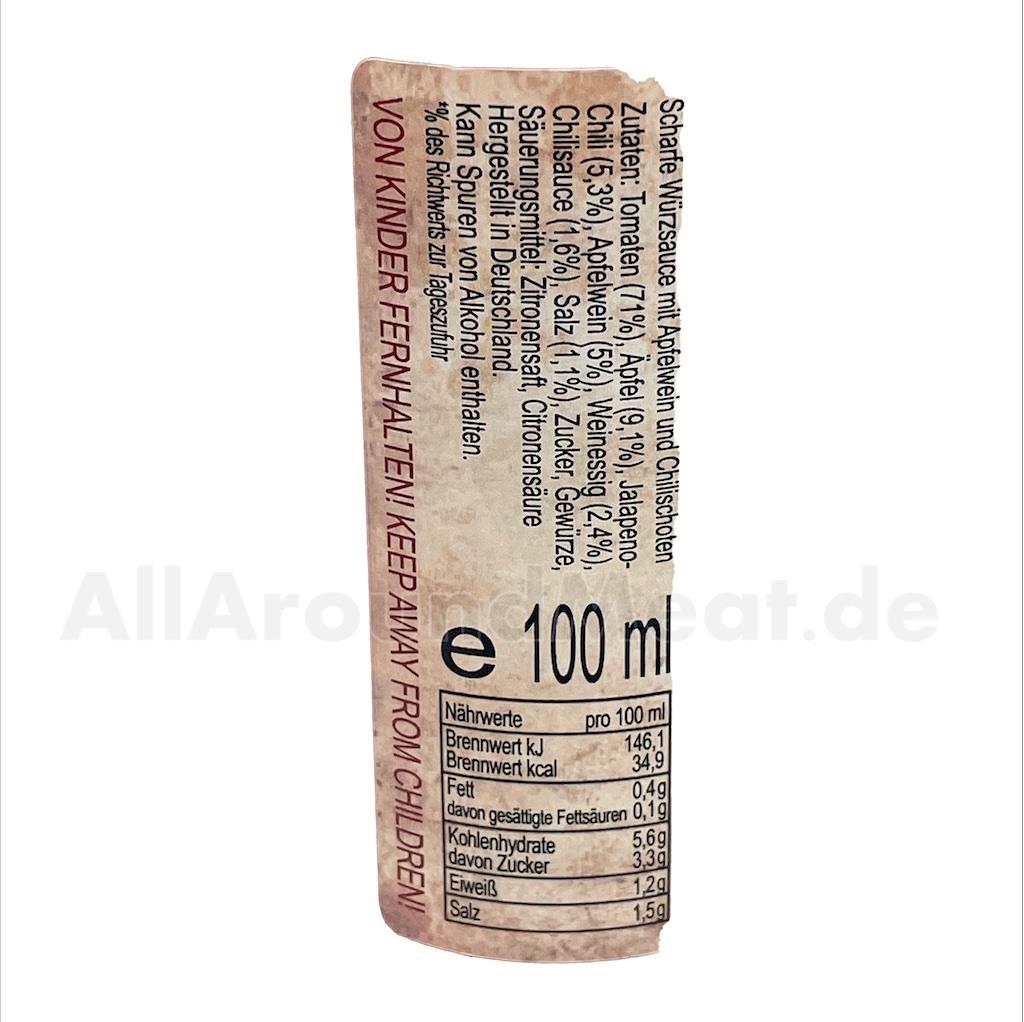 Scharfe Würzsauce mit Apfelwein und Chilischoten
Zutaten: Tomaten (71%), Äpfel (9,1%), Jalapeno-
Chili (5,3%), Apfelwein (5%), Weinessig (2,4%),
Chilisauce (1,6%), Salz (1,1%), Zucker, Gewürze,
Säuerungsmittel: Zitronensaft, Citronensäure
Hergestellt in Deutschland.
Kann Spuren von Alkohol enthalten.
*% des Richtwerts zur Tageszufuhr
VON KINDER FERNHALTEN! KEEP AWAY FROM CHILDREN!
e 100 ml
Nährwerte pro 100 ml
Brennwert kJ 146,1
Brennwert kcal 34,9
Fett 0,4g
davon gesättigte Fettsäuren 0,1g
Kohlenhydrate 5,6g
davon Zucker 3,3g
Eiweiß 1,2g
Salz 1,5g
AllAroundMeat.de